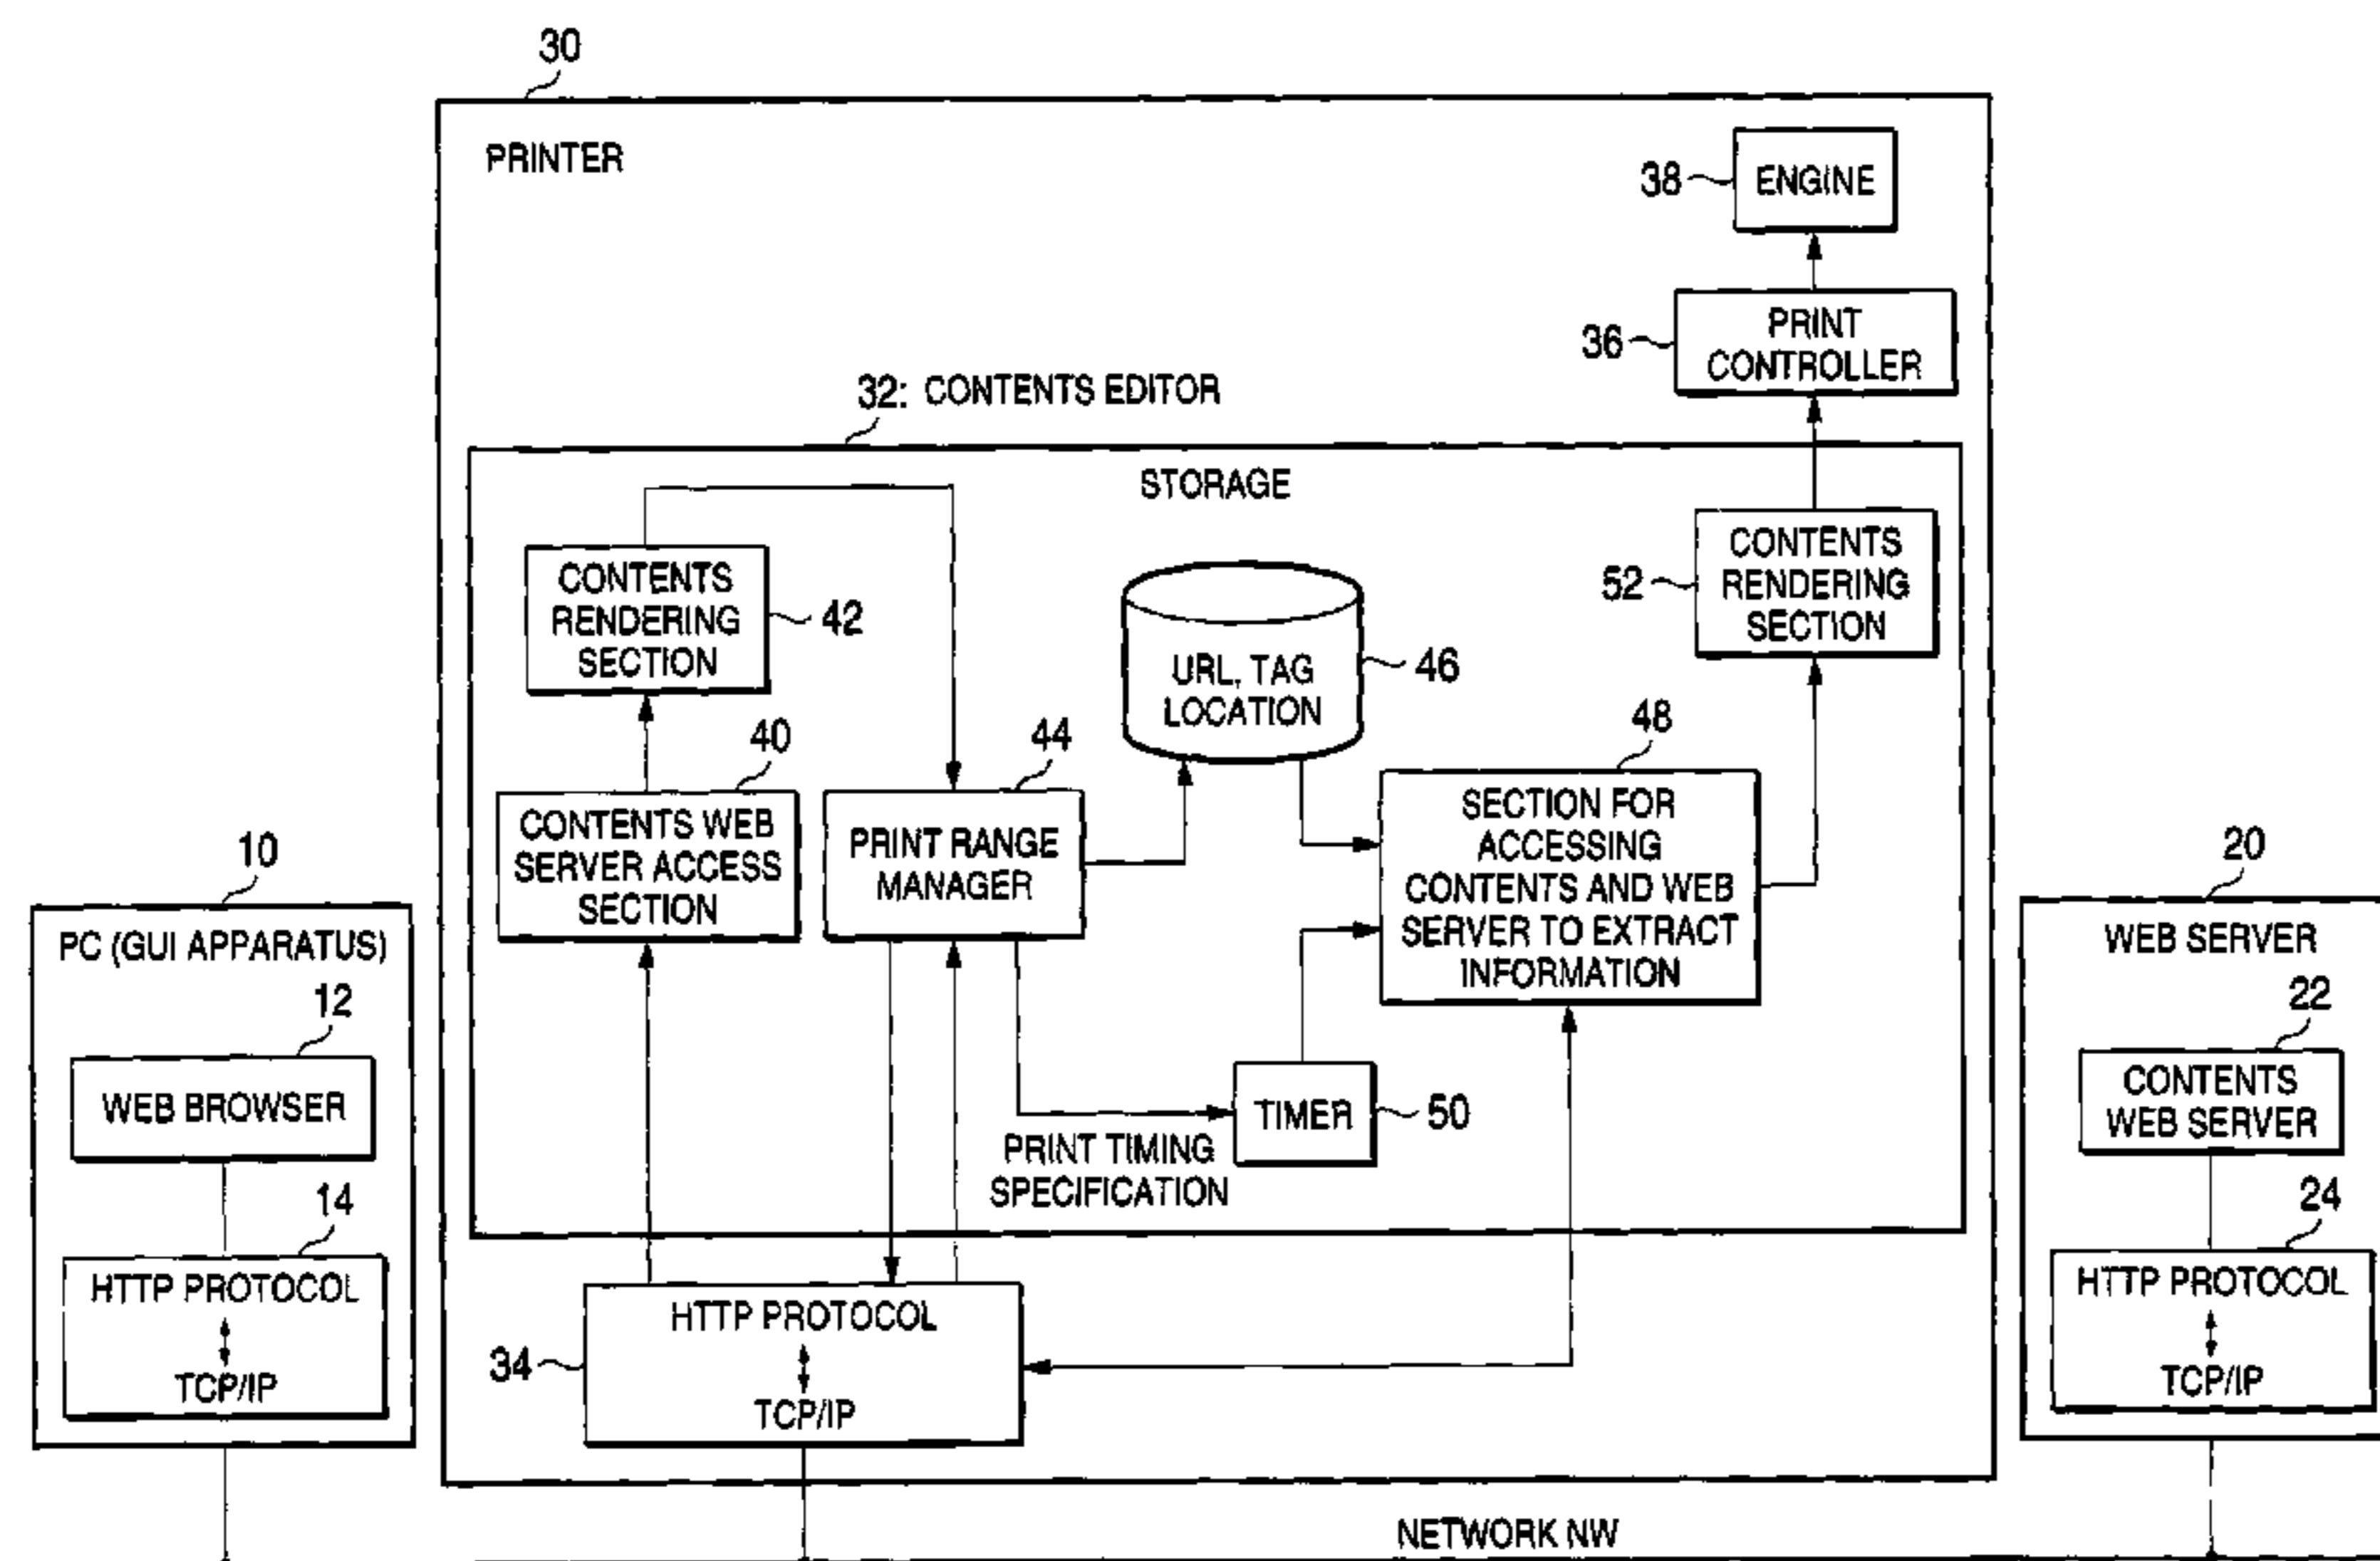 30
PRINTER
38
ENGINE
36
PRINT
CONTROLLER
32: CONTENTS EDITOR
STORAGE
CONTENTS
RENDERING
SECTION
42
URL, TAG
LOCATION
46
52
CONTENTS
RENDERING
SECTION
40
CONTENTS WEB
SERVER ACCESS
SECTION
44
PRINT RANGE
MANAGER
48
SECTION FOR
ACCESSING
CONTENTS AND WEB
SERVER TO EXTRACT
INFORMATION
TIMER
50
PRINT TIMING
SPECIFICATION
34
HTTP PROTOCOL
TCP/IP
10
PC (GUI APPARATUS)
12
WEB BROWSER
14
HTTP PROTOCOL
TCP/IP
20
WEB SERVER
22
CONTENTS
WEB SERVER
24
HTTP PROTOCOL
TCP/IP
NETWORK NW